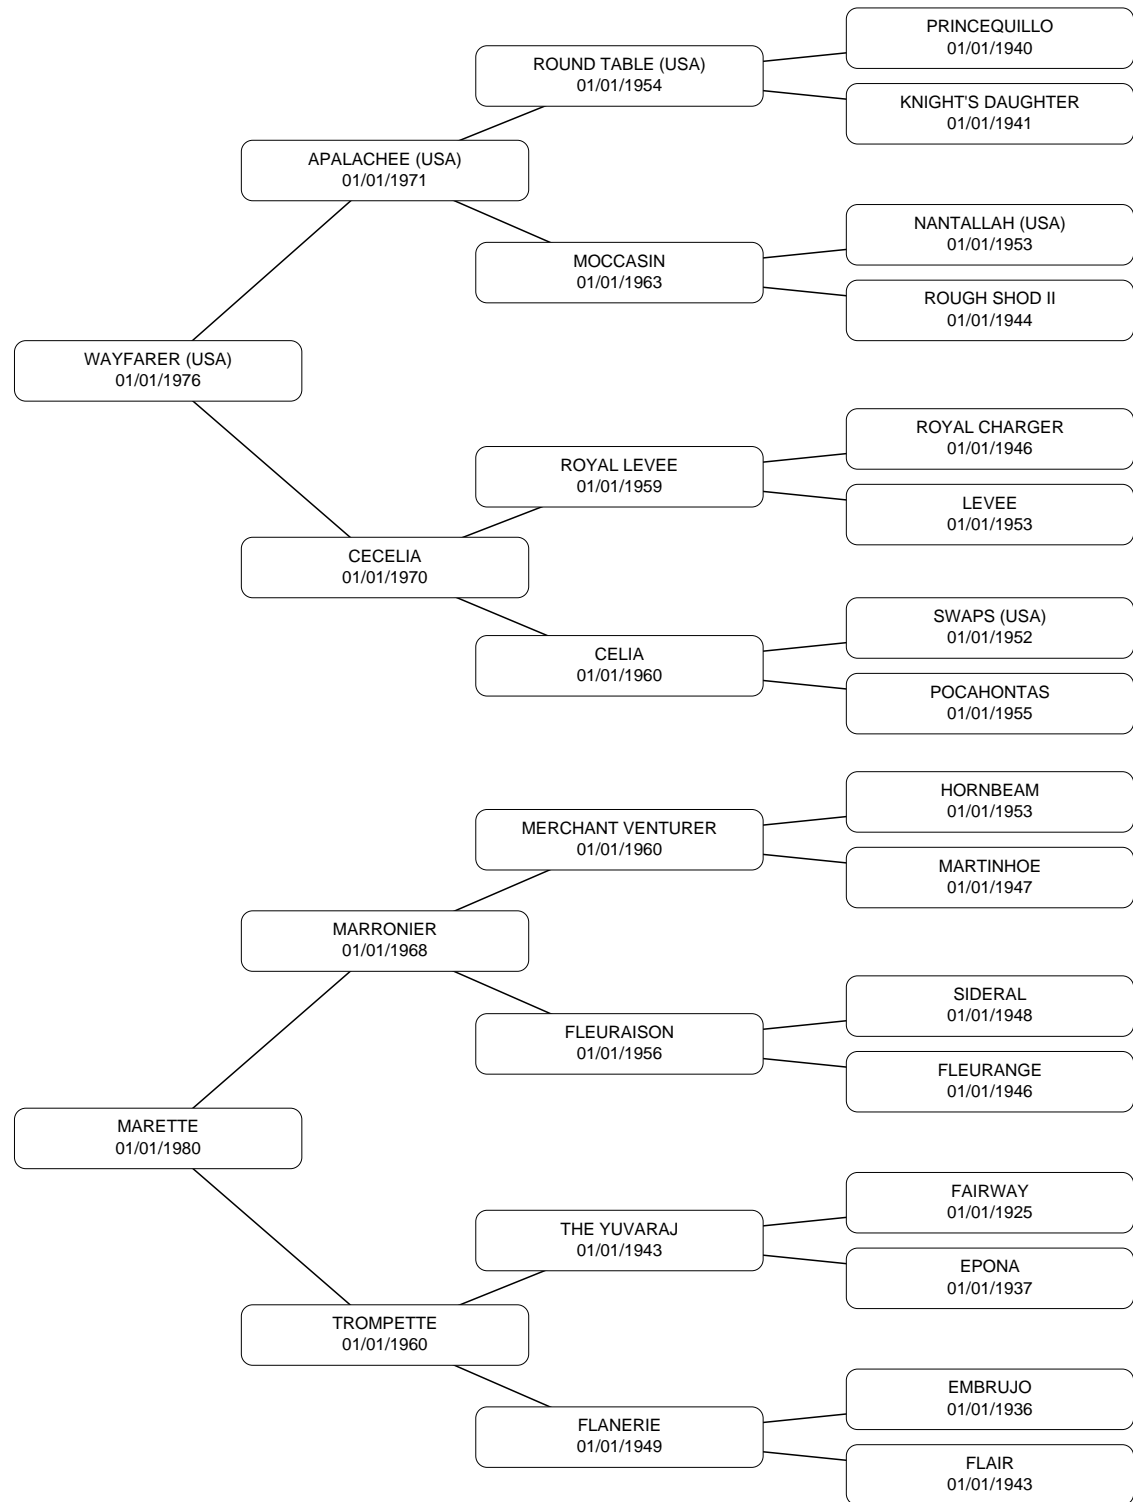 PRINCEQUILLO
01/01/1940
ROUND TABLE (USA)
01/01/1954
KNIGHT'S DAUGHTER
01/01/1941
APALACHEE (USA)
01/01/1971
NANTALLAH (USA)
01/01/1953
MOCCASIN
01/01/1963
ROUGH SHOD II
01/01/1944
WAYFARER (USA)
01/01/1976
ROYAL CHARGER
01/01/1946
ROYAL LEVEE
01/01/1959
LEVEE
01/01/1953
CECELIA
01/01/1970
SWAPS (USA)
01/01/1952
CELIA
01/01/1960
POCAHONTAS
01/01/1955
HORNBEAM
01/01/1953
MERCHANT VENTURER
01/01/1960
MARTINHOE
01/01/1947
MARRONIER
01/01/1968
SIDERAL
01/01/1948
FLEURAISON
01/01/1956
FLEURANGE
01/01/1946
MARETTE
01/01/1980
FAIRWAY
01/01/1925
THE YUVARAJ
01/01/1943
EPONA
01/01/1937
TROMPETTE
01/01/1960
EMBRUJO
01/01/1936
FLANERIE
01/01/1949
FLAIR
01/01/1943